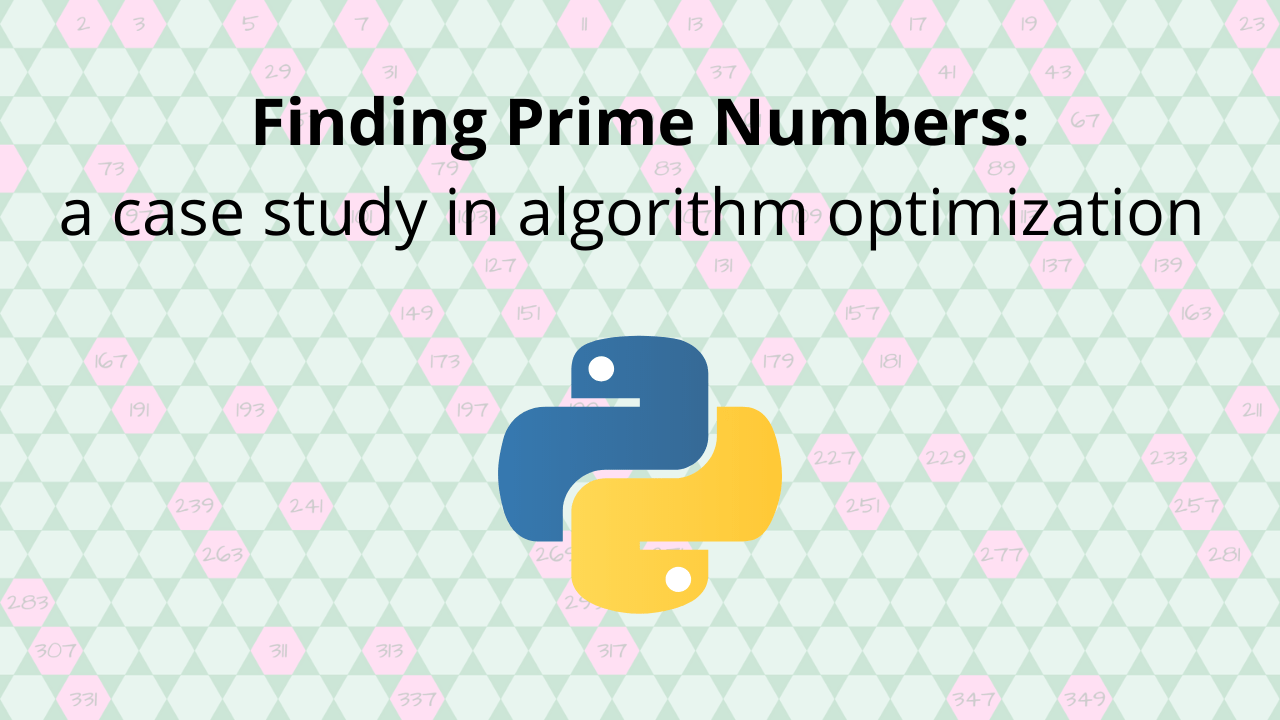 2 3 5 7 11 13 17 19 23
29 31 37 41 43
Finding Prime Numbers:
67
73 79 83 89
a case study in algorithm optimization
97 109
127 131 137 139
149 151 157 163
167 173 179 181
191 193 197 211
227 229 233
239 241 251 257
263 269 277 281
283
307 311 313 317
331 337 347 349